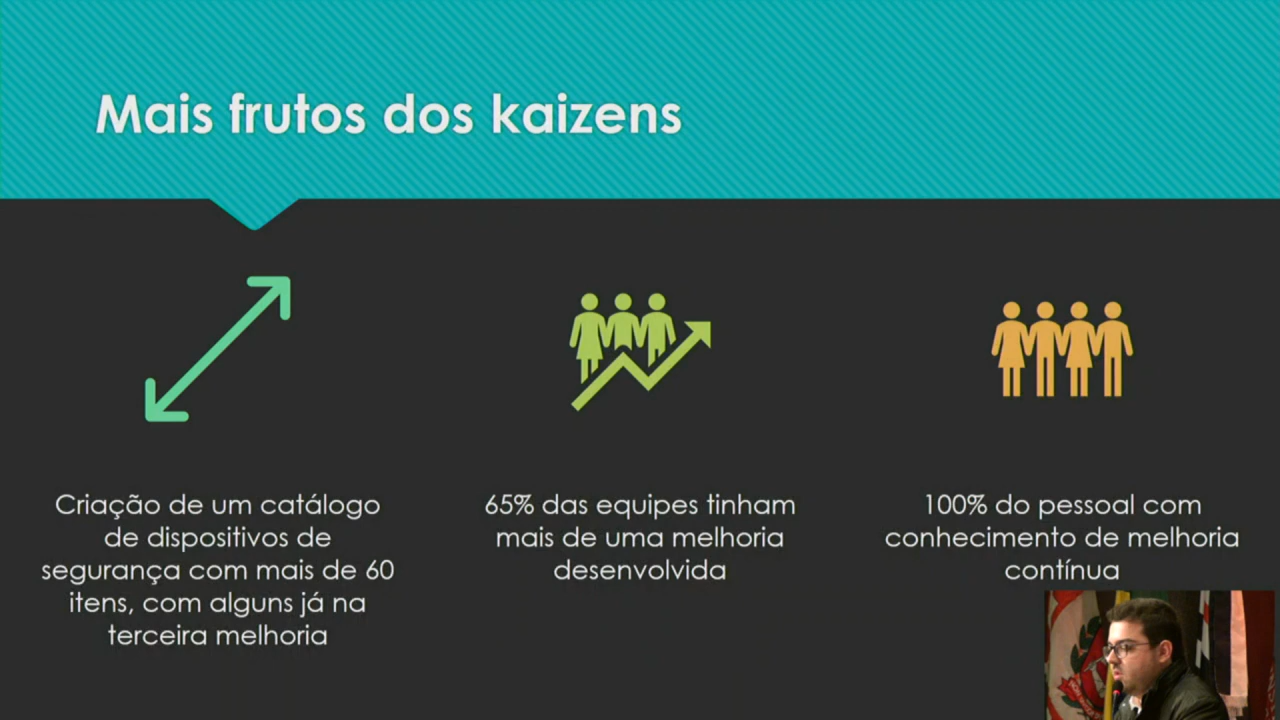 Mais frutos dos kaizens
Criação de um catálogo
de dispositivos de
segurança com mais de 60
itens, com alguns já na
terceira melhoria
65% das equipes tinham
mais de uma melhoria
desenvolvida
100% do pessoal com
conhecimento de melhoria
contínua